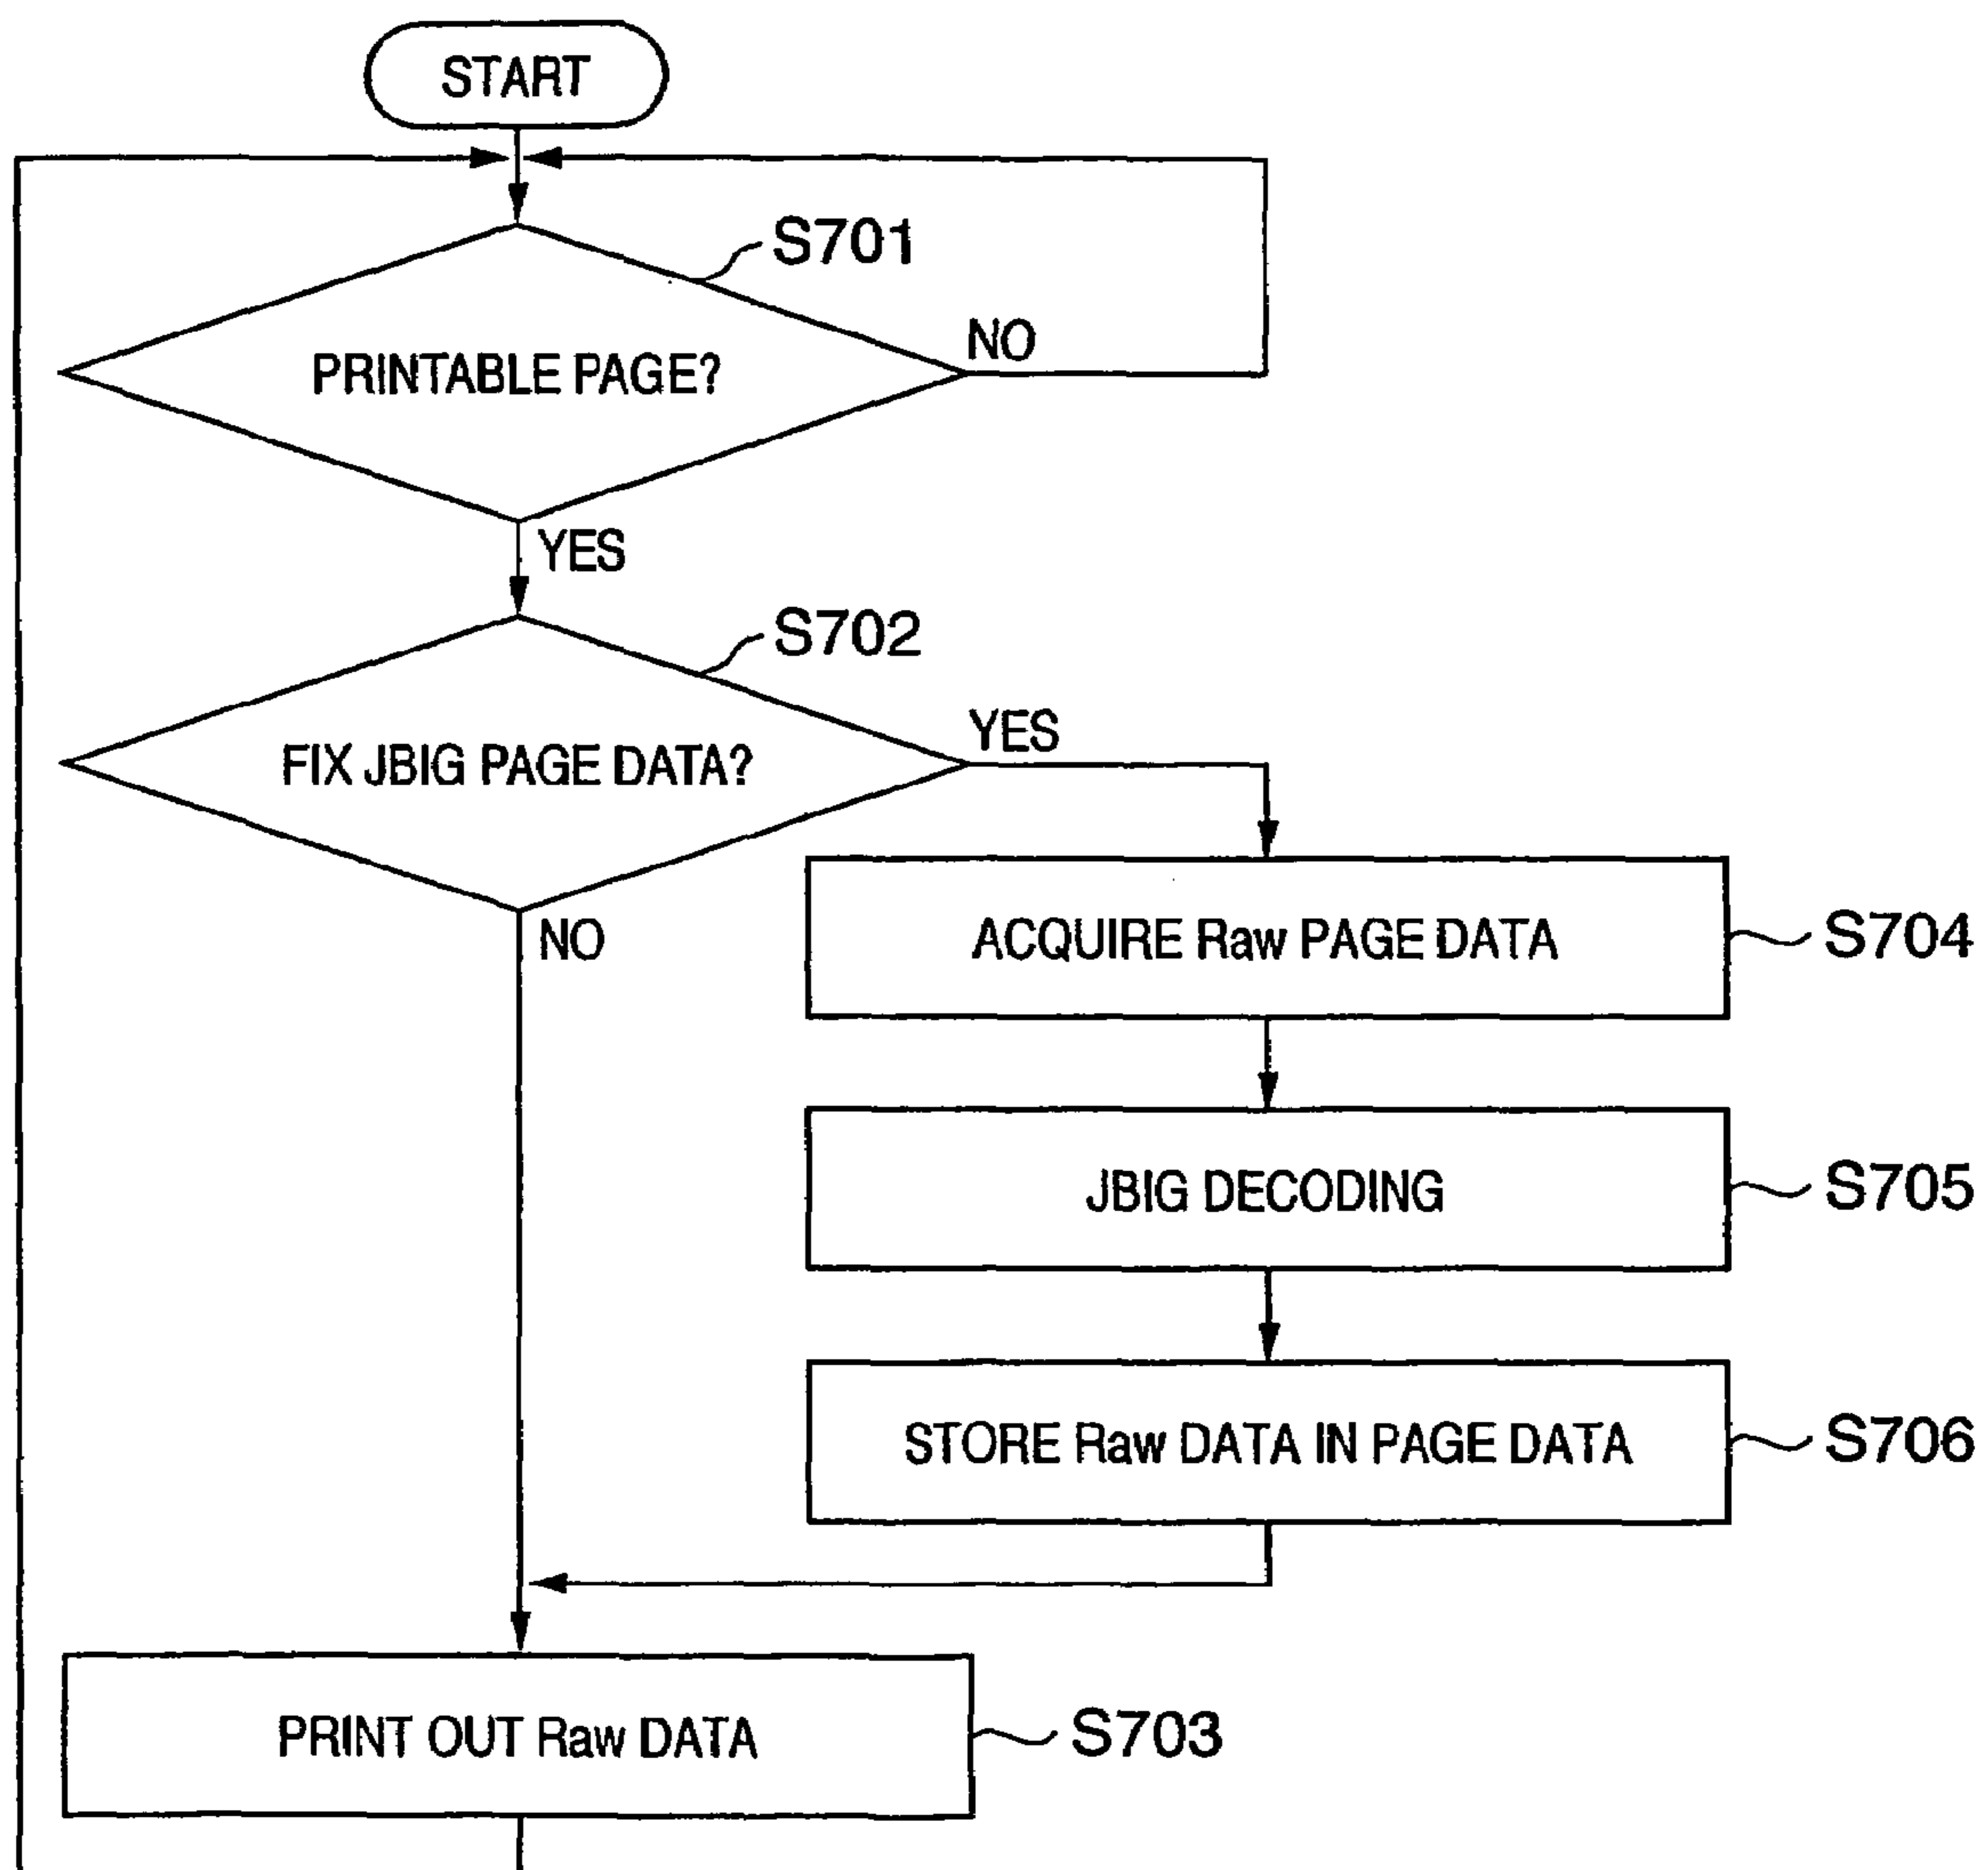 START
S701
PRINTABLE PAGE?
NO
YES
S702
FIX JBIG PAGE DATA?
YES
NO
ACQUIRE Raw PAGE DATA
S704
JBIG DECODING
S705
STORE Raw DATA IN PAGE DATA
S706
PRINT OUT Raw DATA
S703